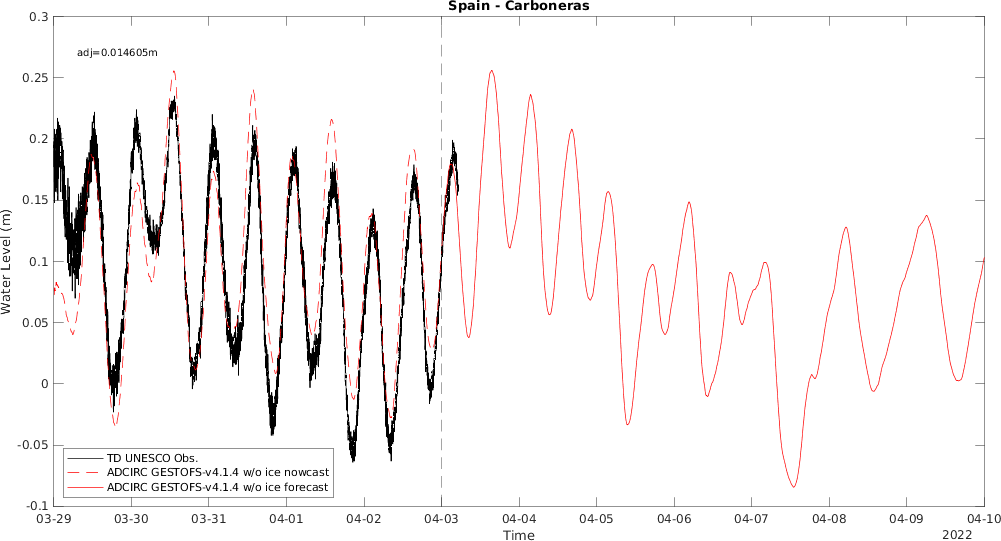 Spain - Carboneras
adj=0.014605m
0.3
0.25
0.2
0.15
0.1
0.05
0
-0.05
-0.1
Water Level (m)
TD UNESCO Obs.
ADCIRC GESTOFS-v4.1.4 w/o ice nowcast
ADCIRC GESTOFS-v4.1.4 w/o ice forecast
03-29 03-30 03-31 04-01 04-02 04-03 04-04 04-05 04-06 04-07 04-08 04-09 04-10
Time
2022